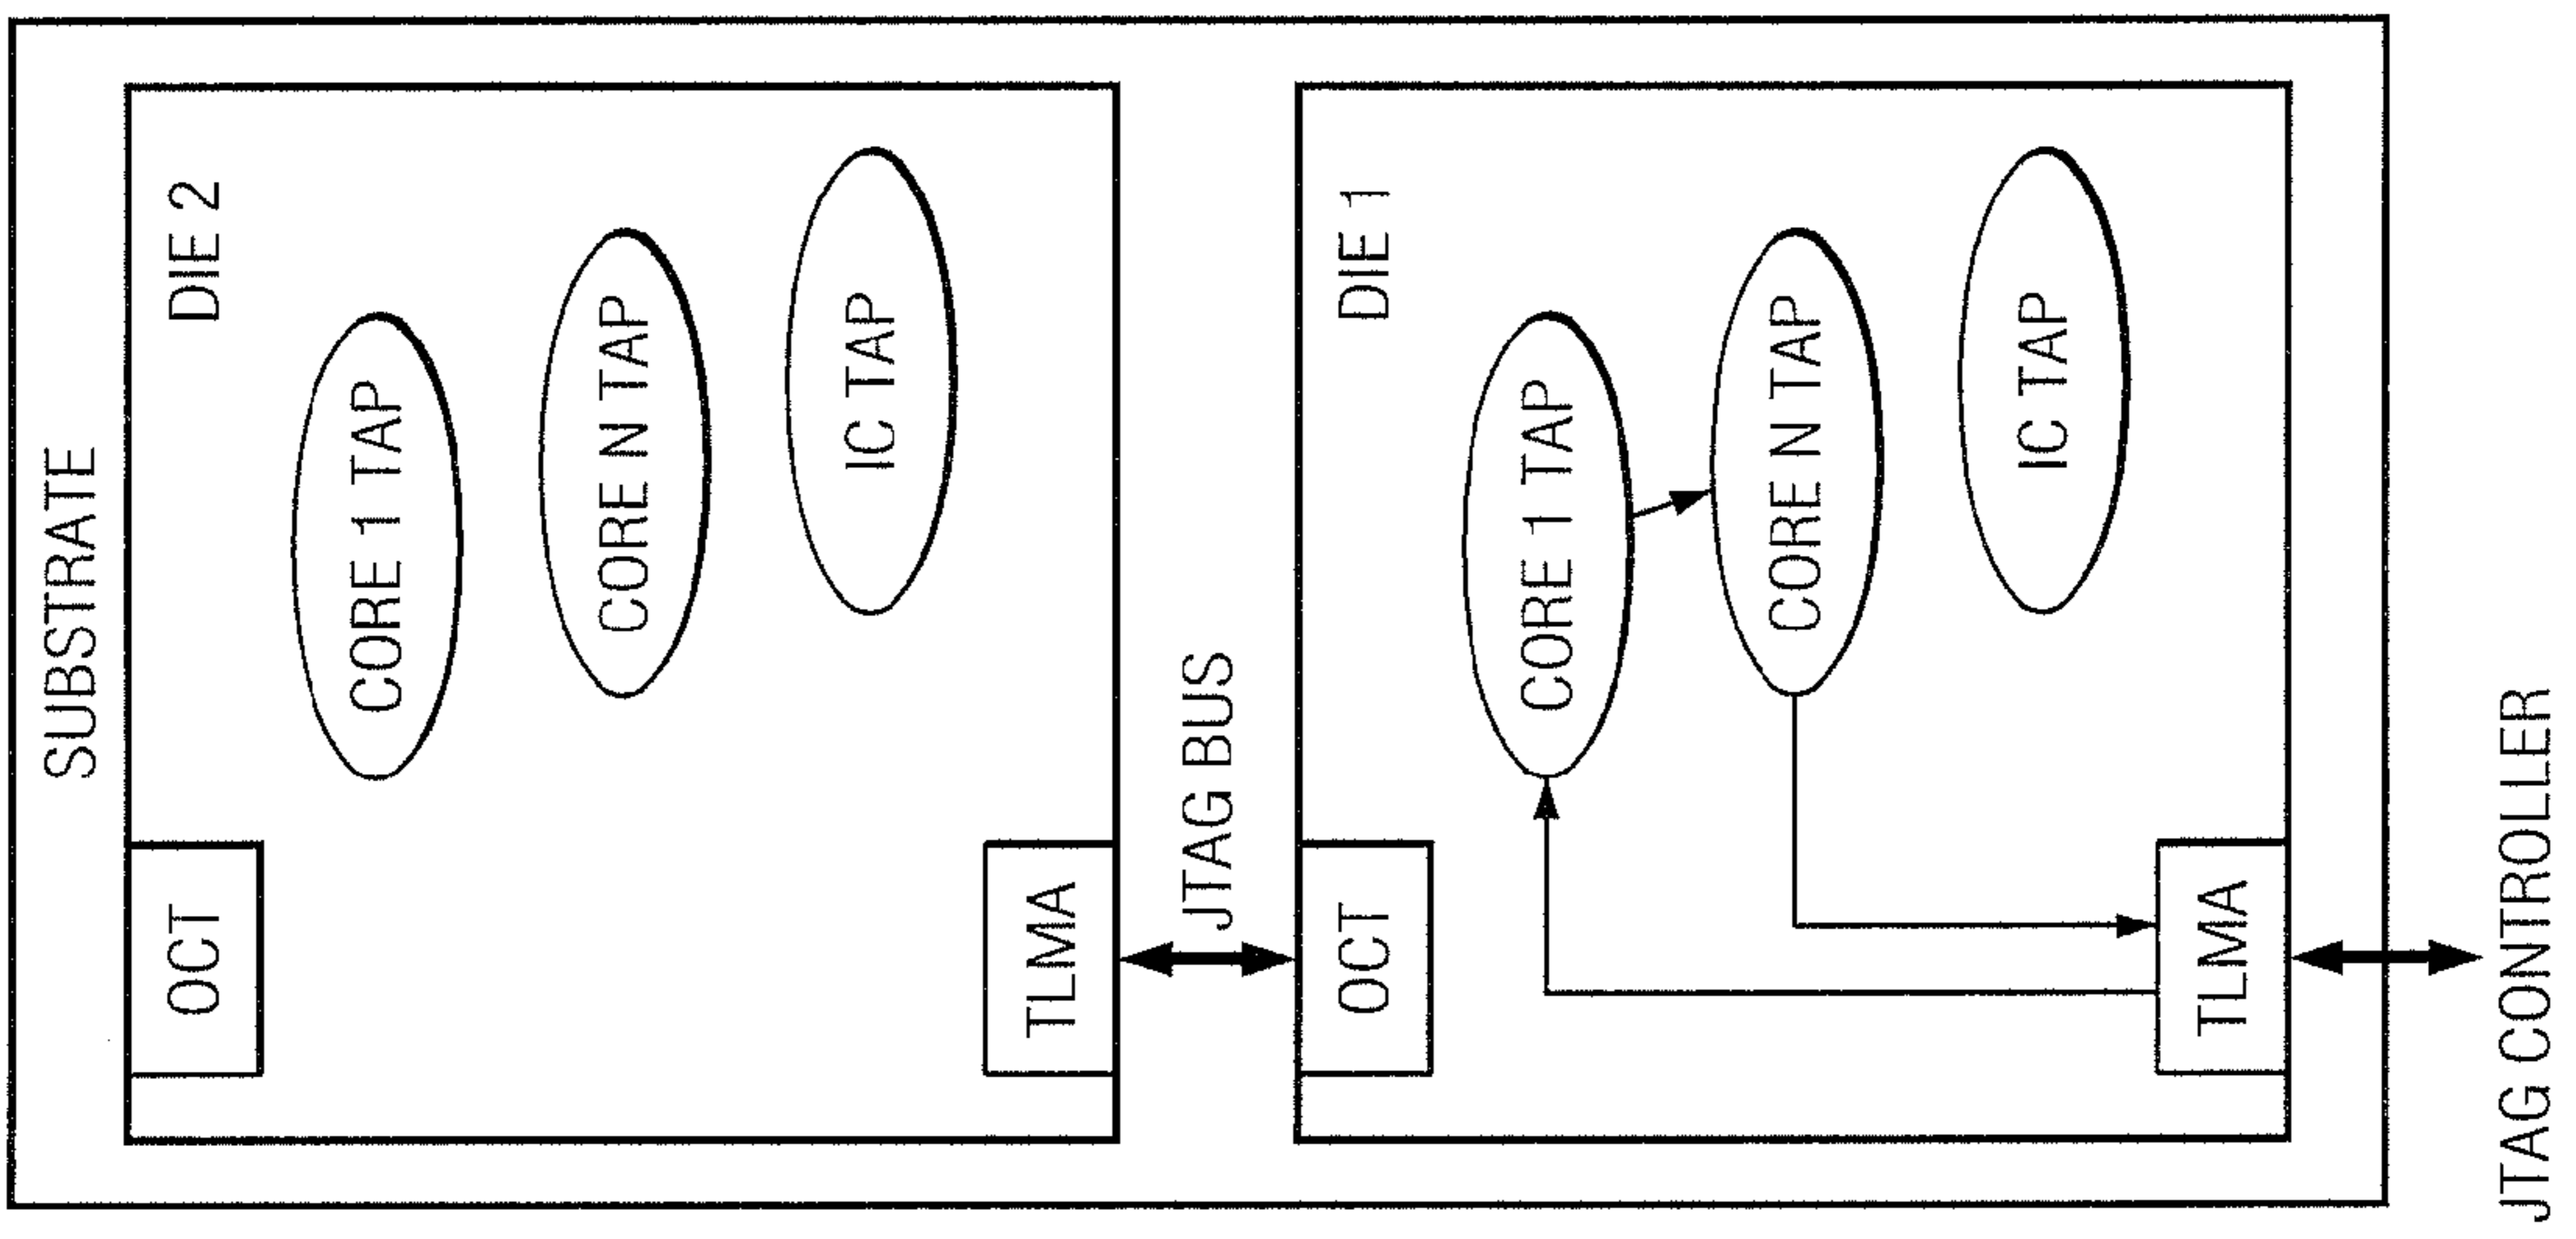 SUBSTRATE
DIE 2
OCT
CORE 1 TAP
CORE N TAP
IC TAP
TLMA
JTAG BUS
DIE 1
OCT
CORE 1 TAP
CORE N TAP
IC TAP
TLMA
JTAG CONTROLLER